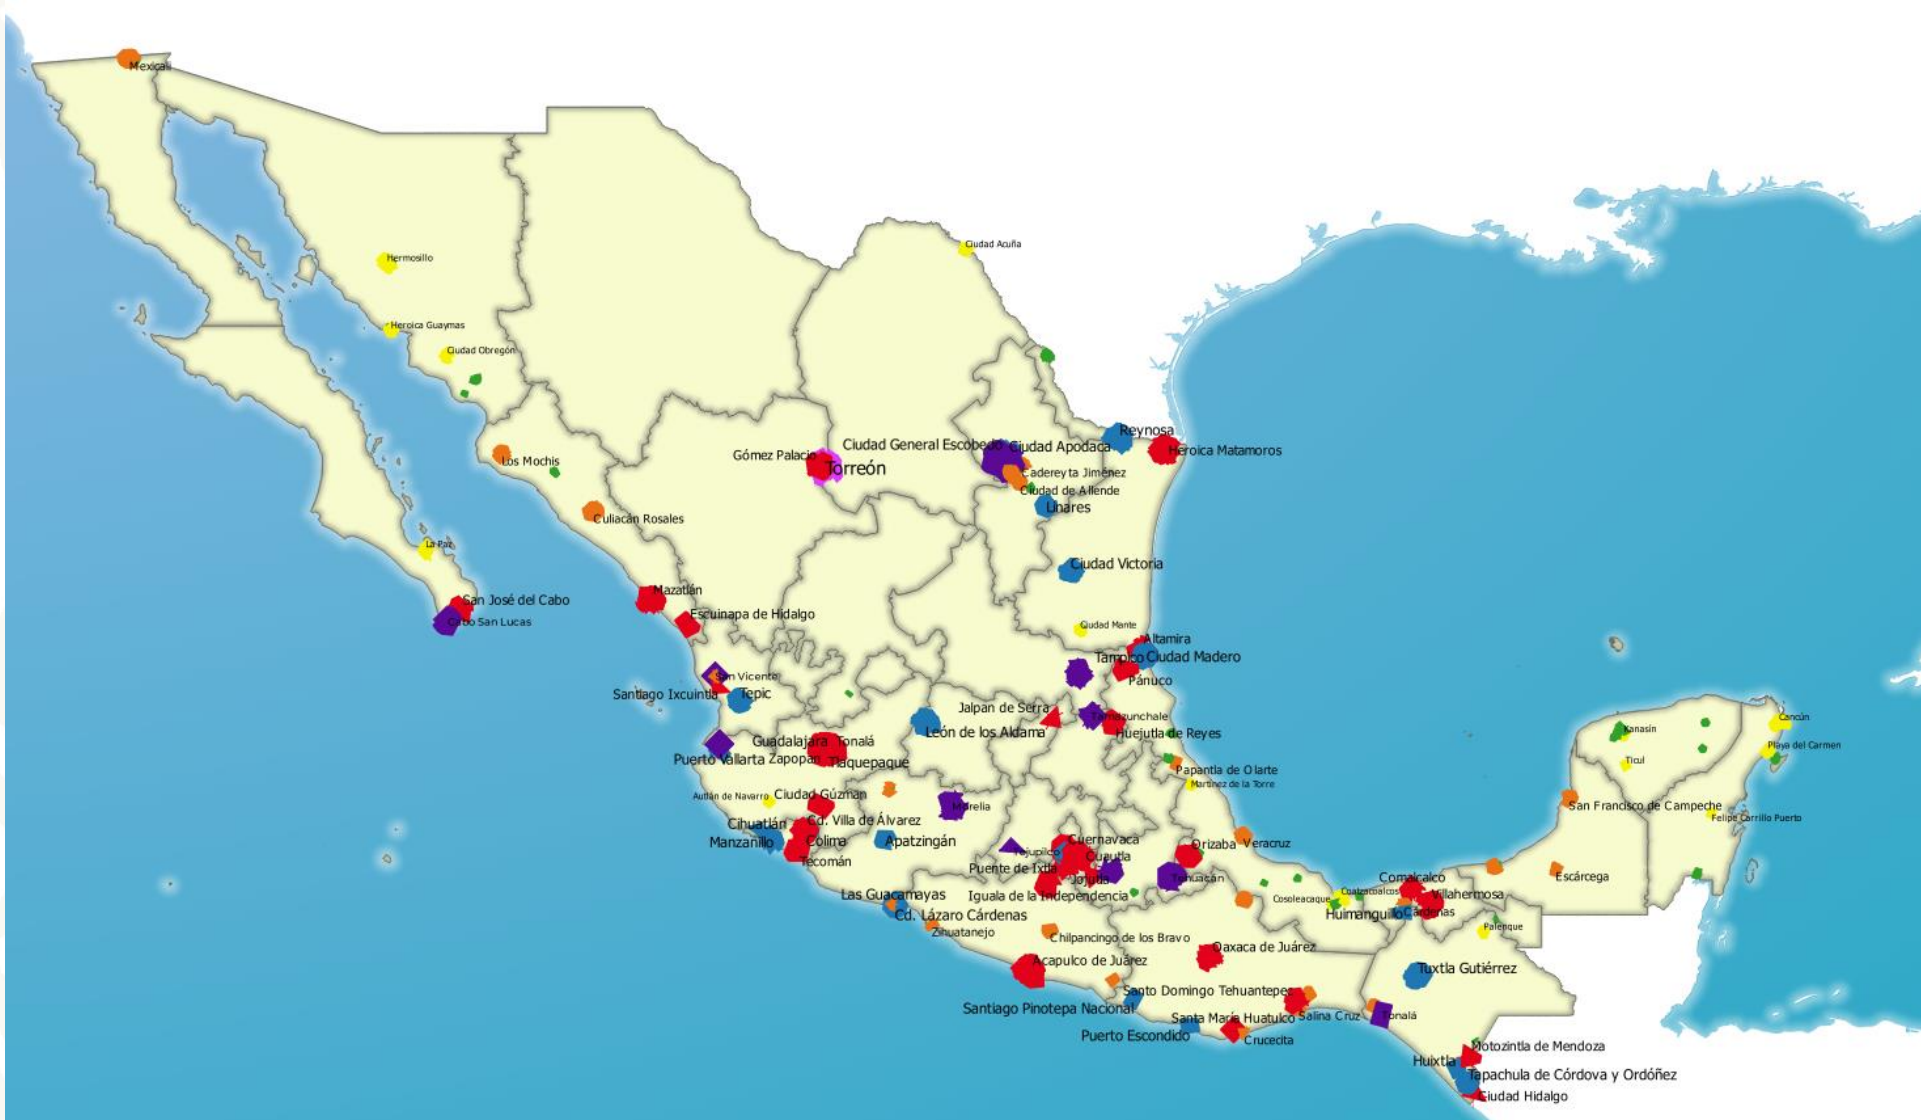 Mexicali
Ciudad Acuña
Hermosillo
Heroica Guaymas
Ciudad Obregón
Reynosa
Ciudad General Escobedo
Ciudad Apodaca
Heroica Matamoros
Gómez Palacio
Torreón
Los Mochis
Cadereyta Jiménez
Ciudad de Allende
Linares
Culiacán Rosales
La Paz
Ciudad Victoria
Mazatlán
San José del Cabo
Escuinapa de Hidalgo
Cabo San Lucas
Ciudad Mante
Altamira
Tampico
Ciudad Madero
San Vicente
Pánuco
Santiago Ixcuintla
Tepic
Jalpan de Serra
Tamazunchale
Cancún
León de los Aldama
Huejutla de Reyes
Kanasín
Guadalajara
Tonalá
Playa del Carmen
Puerto Vallarta
Zapopan
Tlaquepaque
Ticul
Papantla de Olarte
Martínez de la Torre
Autlán de Navarro
Ciudad Gúzman
Morelia
San Francisco de Campeche
Cihuatlán
Cd. Villa de Álvarez
Felipe Carrillo Puerto
Manzanillo
Colima
Apatzingán
Cuernavaca
Orizaba
Veracruz
Tejupilco
Cuautla
Tecomán
Puente de Ixtla
Jojutla
Tehuacán
Escárcega
Comalcalco
Las Guacamayas
Iguala de la Independencia
Cosoleacaque
Coatzacoalcos
Villahermosa
Cd. Lázaro Cárdenas
Huimanguillo
Cárdenas
Zihuatanejo
Chilpancingo de los Bravo
Palenque
Oaxaca de Juárez
Acapulco de Juárez
Tuxtla Gutiérrez
Santo Domingo Tehuantepec
Santiago Pinotepa Nacional
Santa María Huatulco
Salina Cruz
Tonalá
Puerto Escondido
Crucecita
Motozintla de Mendoza
Huixtla
Tapachula de Córdova y Ordóñez
Ciudad Hidalgo